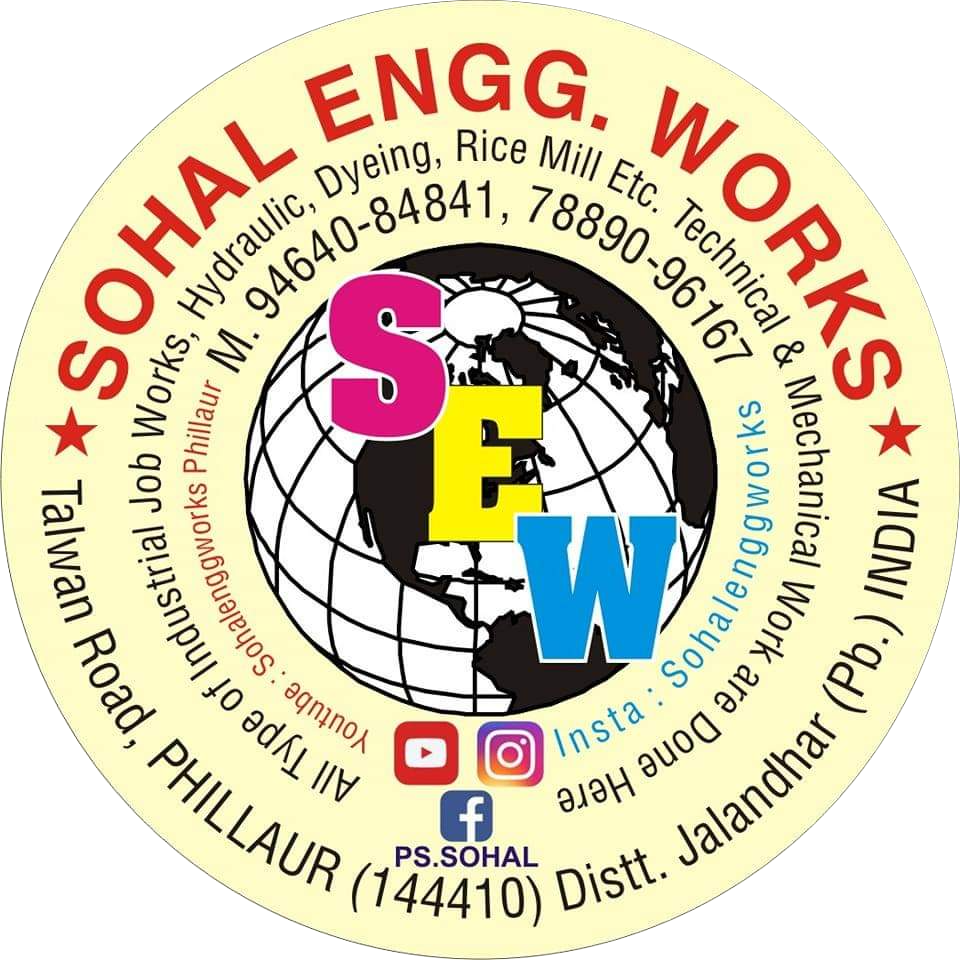 ★ SOHAL ENGG. WORKS ★
All Type of Industrial Job Works, Hydraulic, Dyeing, Rice Mill Etc. Technical & Mechanical Work are Done Here
M. 94640-84841, 78890-96167
Youtube : Sohalenggworks Phillaur
Insta : Sohalenggworks
SEW
PS.SOHAL
Talwan Road, PHILLAUR (144410) Distt. Jalandhar (Pb.) INDIA